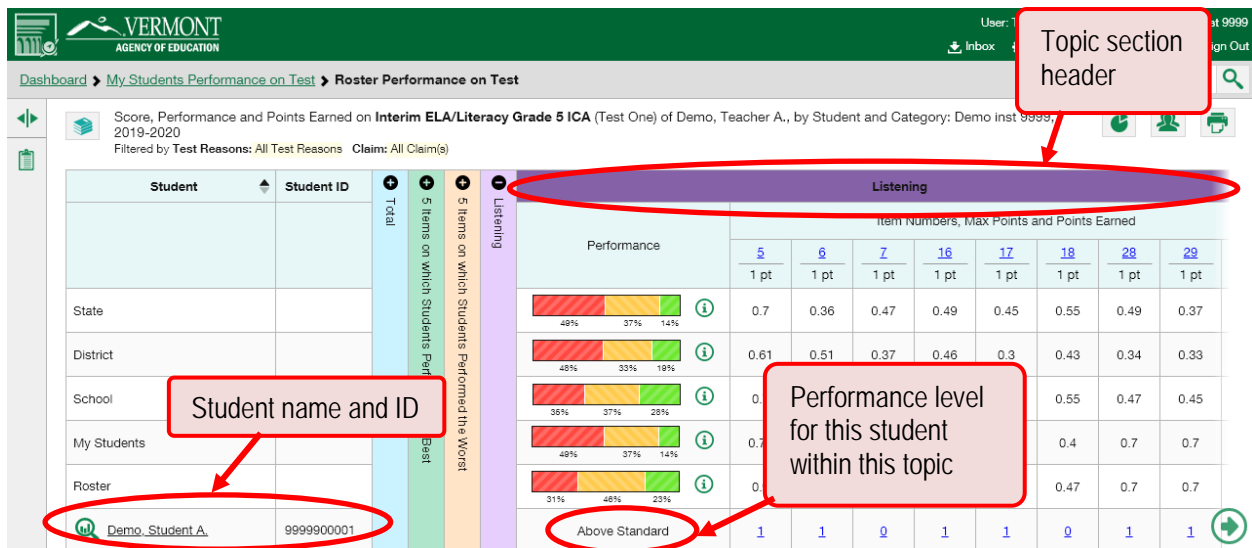 VERMONT
AGENCY OF EDUCATION
User:
9999
Inbox
Out
Topic section
header
Dashboard > My Students Performance on Test > Roster Performance on Test
Score, Performance and Points Earned on Interim ELA/Literacy Grade 5 ICA (Test One) of Demo, Teacher A., by Student and Category: Demo inst 9999,
2019-2020
Filtered by Test Reasons: All Test Reasons Claim: All Claim(s)
Student Student ID
Total
5 Items on which Students Best
5 Items on which Students Performed the Worst
Listening
Listening
Performance
Item Numbers, Max Points and Points Earned
5 6 7 16 17 18 28 29
1 pt 1 pt 1 pt 1 pt 1 pt 1 pt 1 pt 1 pt
State 0.7 0.36 0.47 0.49 0.45 0.55 0.49 0.37
49% 37% 14%
District 0.61 0.51 0.37 0.46 0.3 0.43 0.34 0.33
48% 33% 19%
School 0.55 0.47 0.45
36% 37% 28%
My Students 0.4 0.7 0.7
49% 37% 14%
Roster 0.47 0.7 0.7
31% 46% 23%
Demo, Student A. 9999900001 Above Standard 1 1 0 1 1 0 1 1
Student name and ID
Performance level
for this student
within this topic